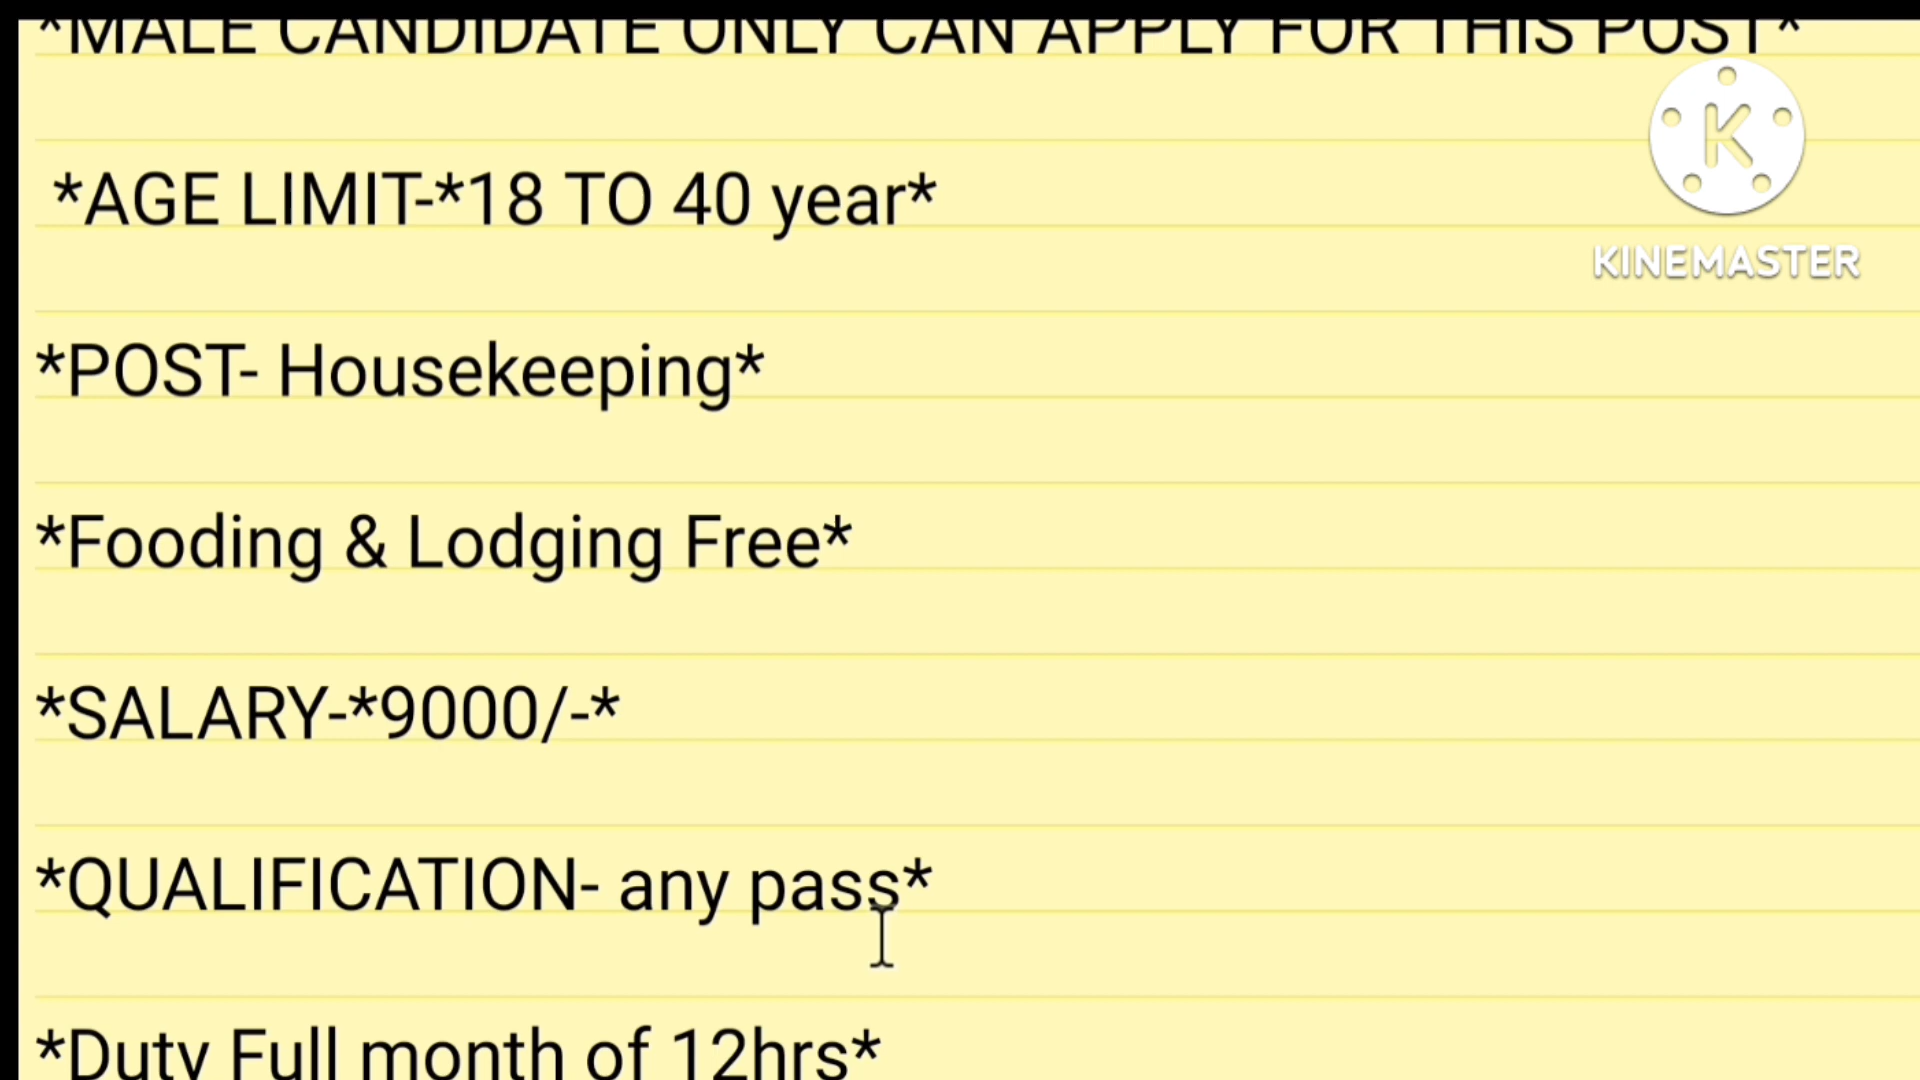 *MALE CANDIDATE ONLY CAN APPLY FOR THIS POST*
K
KINEMASTER
*AGE LIMIT-*18 TO 40 year*
*POST- Housekeeping*
*Fooding & Lodging Free*
*SALARY-*9000/-*
*QUALIFICATION- any pass*
*Duty Full month of 12hrs*